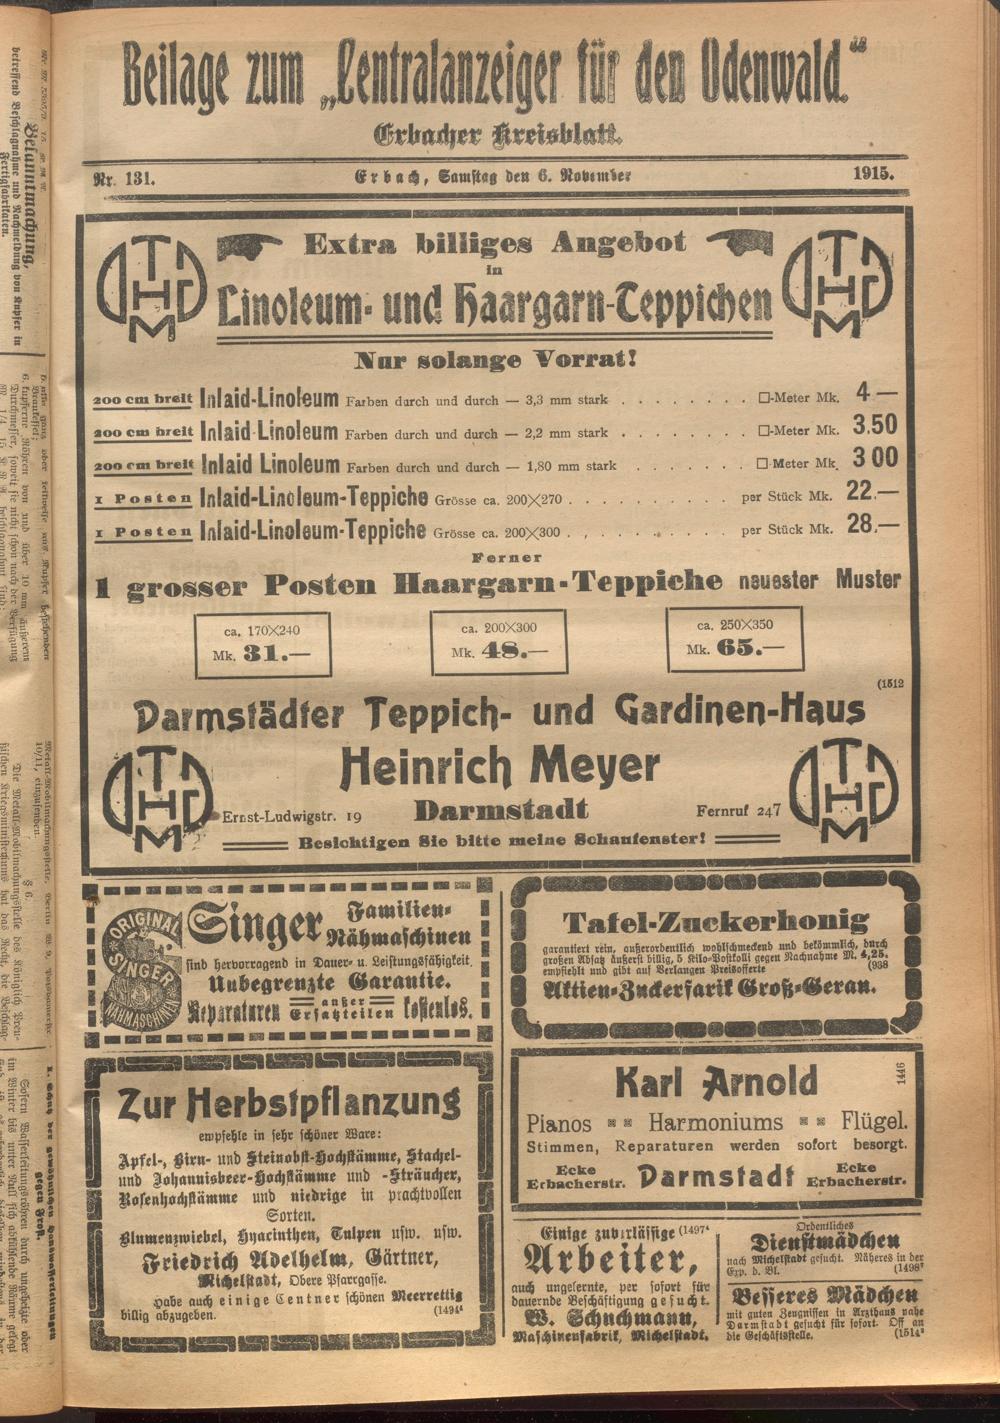 Beilage zum „Centralanzeiger für den Odenwald.“
Erbacher Kreisblatt.
Nr. 131.
Erbach, Samstag den 6. November
1915.
Extra billiges Angebot
in
Linoleum- und Haargarn-Teppichen
Nur solange Vorrat!
200 cm breit Inlaid-Linoleum Farben durch und durch — 3,3 mm stark . . . . . . . . □-Meter Mk. 4.—
200 cm breit Inlaid-Linoleum Farben durch und durch — 2,2 mm stark . . . . . . . . □-Meter Mk. 3.50
200 cm breit Inlaid Linoleum Farben durch und durch — 1,80 mm stark . . . . . . . □-Meter Mk. 3 00
1 Posten Inlaid-Linoleum-Teppiche Grösse ca. 200×270 . . . . . . . . . . . per Stück Mk. 22.—
1 Posten Inlaid-Linoleum-Teppiche Grösse ca. 200×300 . . . . . . . . . . . per Stück Mk. 28.—
Ferner
1 grosser Posten Haargarn-Teppiche neuester Muster
ca. 170×240
Mk. 31.—
ca. 200×300
Mk. 48.—
ca. 250×350
Mk. 65.—
(1512
Darmstädter Teppich- und Gardinen-Haus
Heinrich Meyer
Ernst-Ludwigstr. 19 Darmstadt Fernruf 247
Besichtigen Sie bitte meine Schaufenster!
ORIGINAL
SINGER
NÄHMASCHINEN
Singer Familien-
Nähmaschinen
sind hervorragend in Dauer- u. Leistungsfähigkeit.
Unbegrenzte Garantie.
Reparaturen außer Ersatzteilen kostenlos.
Zur Herbstpflanzung
empfehle in sehr schöner Ware:
Apfel-, Birn- und Steinobst-Hochstämme, Stachel-
und Johannisbeer-Hochstämme und -Sträucher,
Rosenhochstämme und niedrige in prachtvollen
Sorten.
Blumenzwiebel, Hyacinthen, Tulpen usw. usw.
Friedrich Adelhelm, Gärtner,
Michelstadt, Obere Pfarrgasse.
Habe auch einige Centner schönen Meerrettig
billig abzugeben. (1494
Tafel-Zuckerhonig
garantiert rein, außerordentlich wohlschmeckend und bekömmlich, durch
großen Absatz äußerst billig, 5 Kilo-Postkolli gegen Nachnahme M. 4,25.
empfiehlt und gibt auf Verlangen Preisofferte (938
Aktien-Zuckerfarik Groß-Gerau.
Karl Arnold
1446
Pianos Harmoniums Flügel.
Stimmen, Reparaturen werden sofort besorgt.
Ecke Erbacherstr. Darmstadt Ecke Erbacherstr.
Einige zuverlässige (1497
Arbeiter,
auch ungelernte, per sofort für
dauernde Beschäftigung gesucht.
W. Schuchmann,
Maschinenfabrik, Michelstadt.
Ordentliches
Dienstmädchen
nach Michelstadt gesucht. Näheres in der
Exp. d. Bl. (1498
Besseres Mädchen
mit guten Zeugnissen in Arzthaus nahe
Darmstadt gesucht für sofort. Off an
die Geschäftsstelle. (1514
Bekanntmachung,
betreffend Beschlagnahme und Nachmeldung von Kupfer in
Fertigfabrikaten.